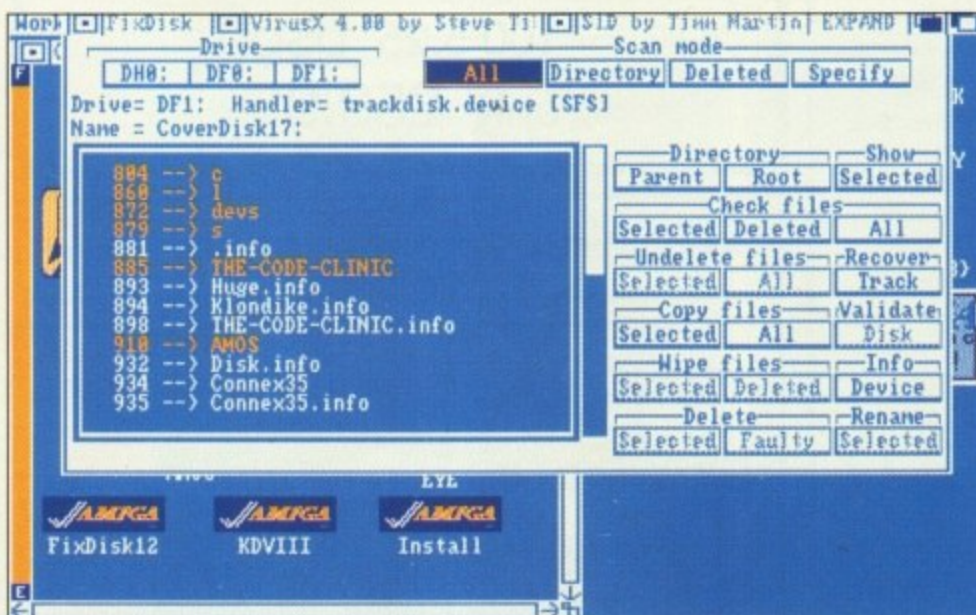 Work
FixDisk
VirusX 4.00 by Steve Ti
SID by Timm Martin| EXPAND
Drive
DH0: DF0: DF1:
Scan mode
All Directory Deleted Specify
Drive= DF1: Handler= trackdisk.device [SFS]
Name = CoverDisk17:
804 --> c
860 --> l
872 --> devs
879 --> s
881 --> .info
885 --> THE-CODE-CLINIC
893 --> Huge.info
894 --> Klondike.info
898 --> THE-CODE-CLINIC.info
910 --> AMOS
932 --> Disk.info
934 --> Connex35
935 --> Connex35.info
Directory Show
Parent Root Selected
Check files
Selected Deleted All
Undelete files Recover
Selected All Track
Copy files Validate
Selected All Disk
Wipe files Info
Selected Deleted Device
Delete Rename
Selected Faulty Selected
F
K
Y
EYE
AMIGA AMIGA AMIGA
FixDisk12 KDVIII Install
E